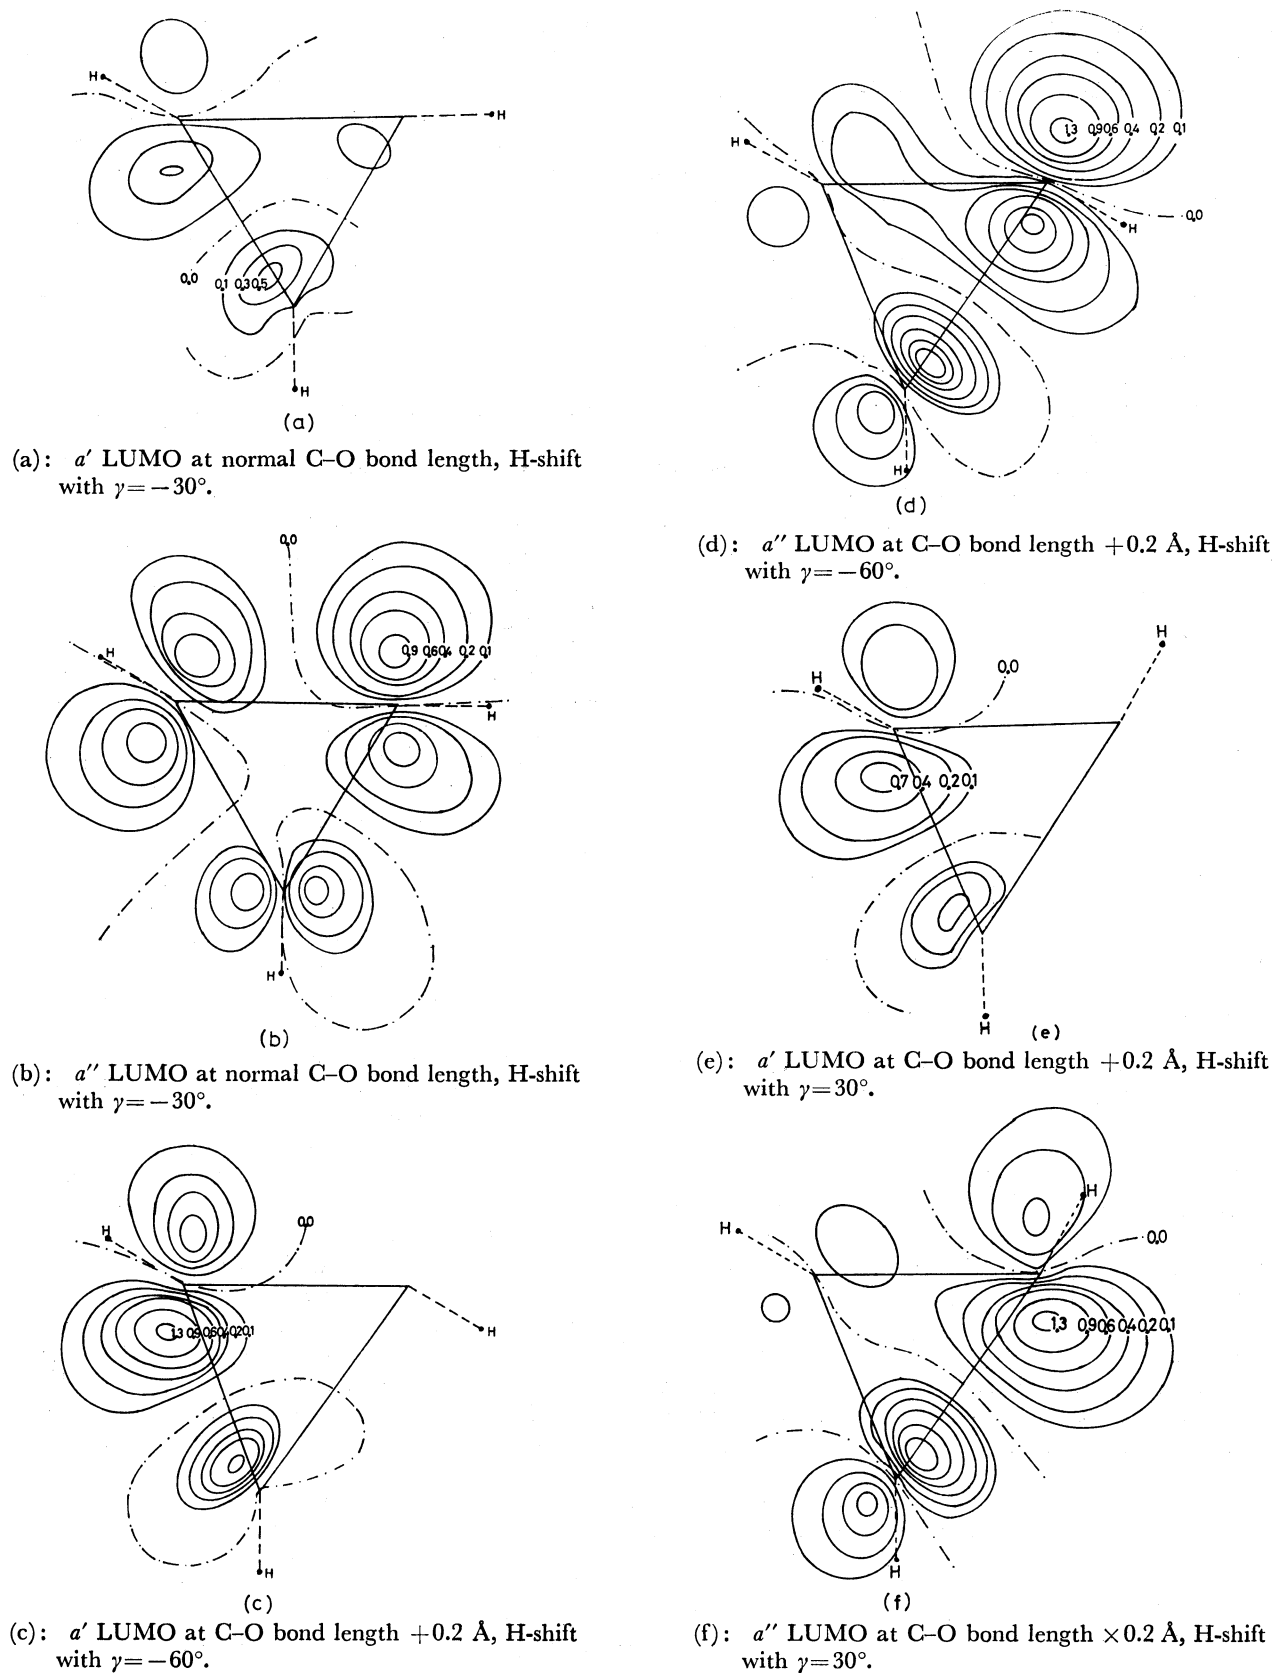 H
H
0.0
0.1
0.3
0.5
H
(a)
(a): a′ LUMO at normal C–O bond length, H-shift
with γ=−30°.
0.0
H
0.9 0.6 0.4 0.2 0.1
H
H
(b)
(b): a″ LUMO at normal C–O bond length, H-shift
with γ=−30°.
H
0.0
1.3 0.9 0.6 0.4 0.2 0.1
H
H
(c)
(c): a′ LUMO at C–O bond length +0.2 Å, H-shift
with γ=−60°.
1.3 0.9 0.6 0.4 0.2 0.1
H
0.0
H
H
(d)
(d): a″ LUMO at C–O bond length +0.2 Å, H-shift
with γ=−60°.
H
H
0.0
0.7 0.4 0.2 0.1
H
(e)
(e): a′ LUMO at C–O bond length +0.2 Å, H-shift
with γ=30°.
H
H
0.0
1.3 0.9 0.6 0.4 0.2 0.1
H
(f)
(f): a″ LUMO at C–O bond length ×0.2 Å, H-shift
with γ=30°.